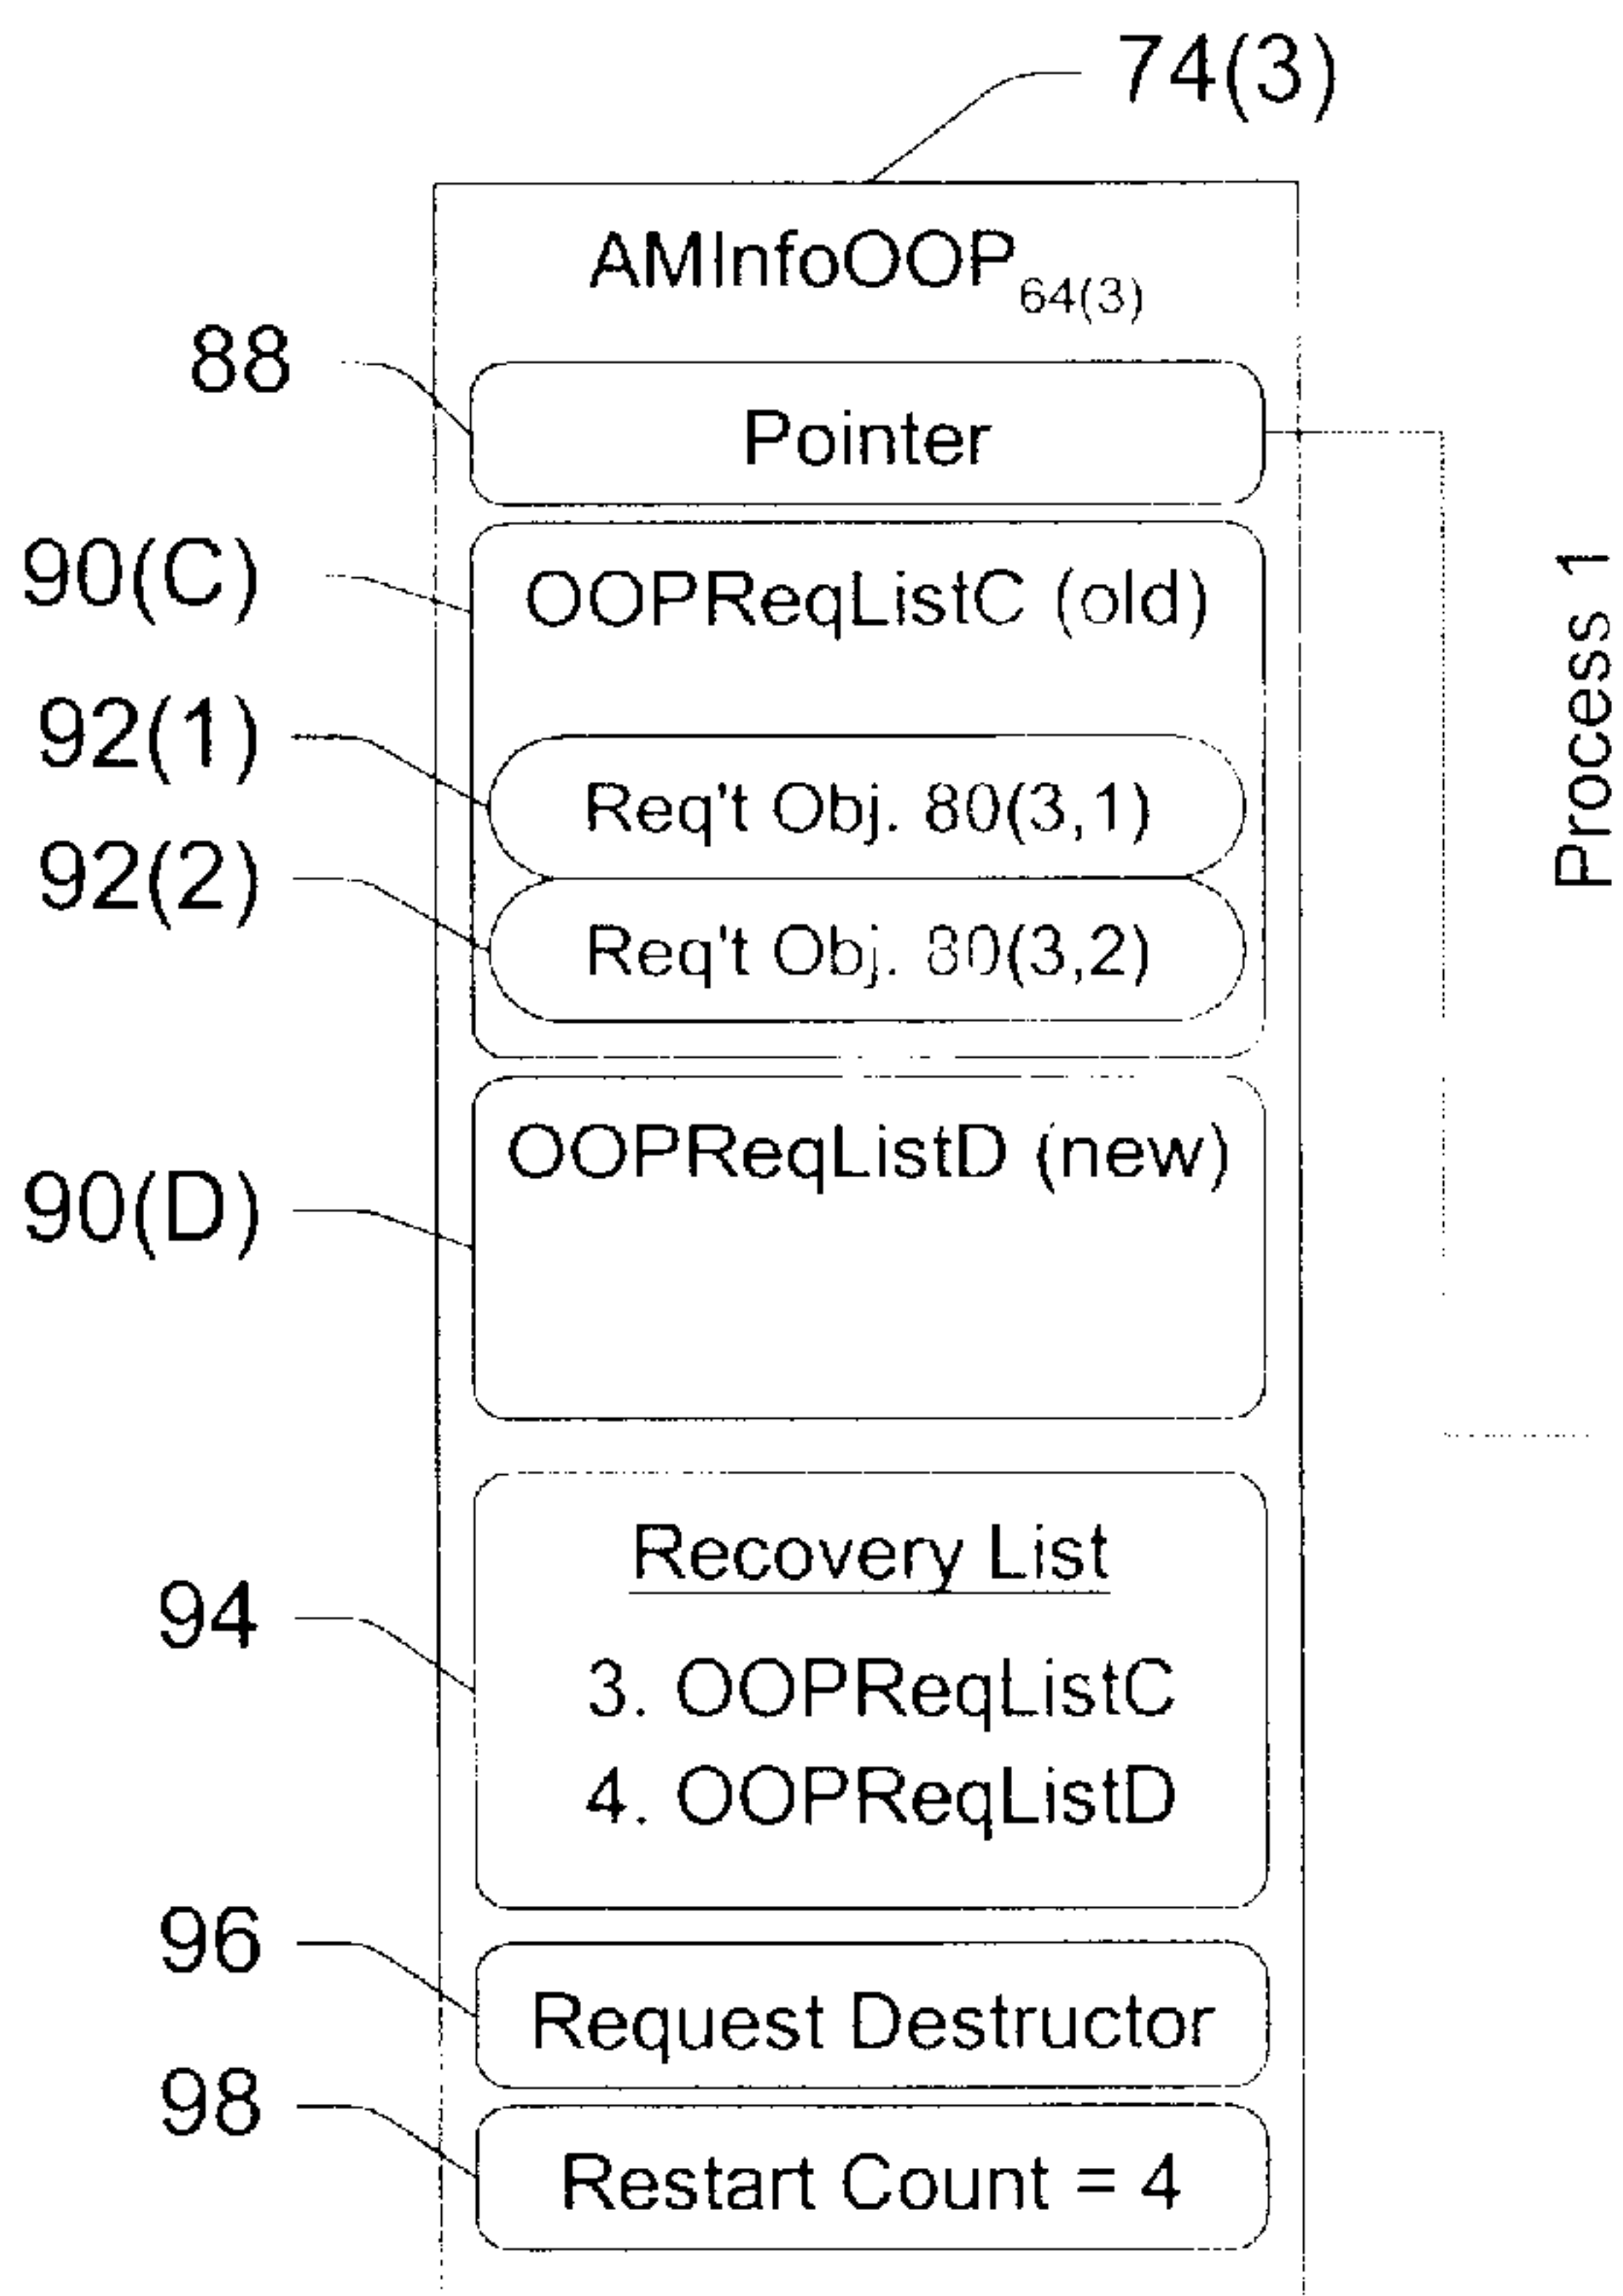 74(3)
AMInfoOOP64(3)
88
Pointer
90(C)
OOPReqListC (old)
Process 1
92(1)
Req't Obj. 80(3,1)
92(2)
Req't Obj. 80(3,2)
OOPReqListD (new)
90(D)
Recovery List
94
3. OOPReqListC
4. OOPReqListD
96
Request Destructor
98
Restart Count = 4